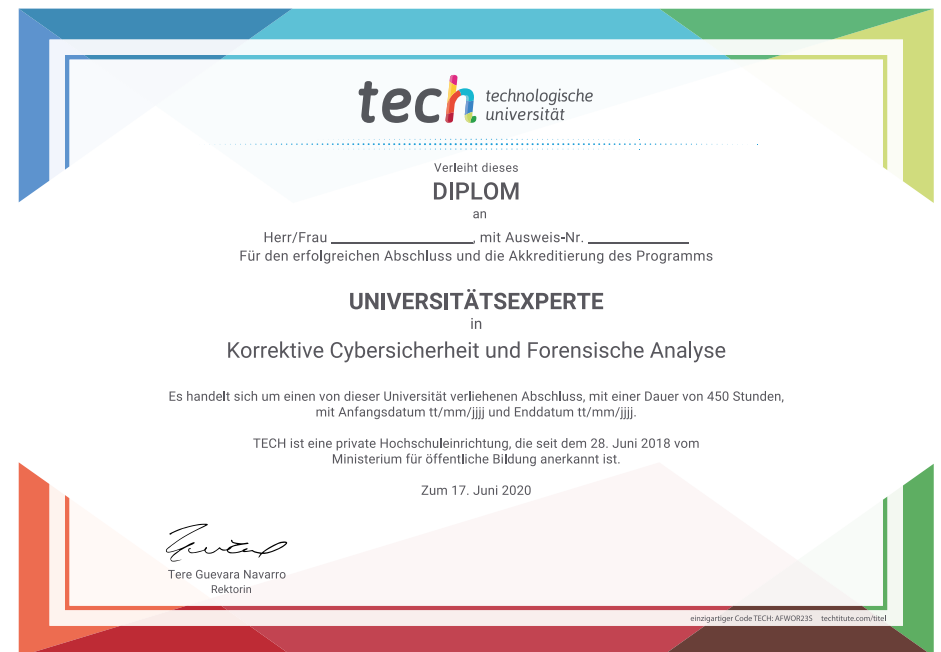 tech technologische
universität
Verleiht dieses
DIPLOM
an
Herr/Frau ____________________, mit Ausweis-Nr. ______________
Für den erfolgreichen Abschluss und die Akkreditierung des Programms
UNIVERSITÄTSEXPERTE
in
Korrektive Cybersicherheit und Forensische Analyse
Es handelt sich um einen von dieser Universität verliehenen Abschluss, mit einer Dauer von 450 Stunden,
mit Anfangsdatum tt/mm/jjjj und Enddatum tt/mm/jjjj.
TECH ist eine private Hochschuleinrichtung, die seit dem 28. Juni 2018 vom
Ministerium für öffentliche Bildung anerkannt ist.
Zum 17. Juni 2020
Tere Guevara Navarro
Rektorin
einzigartiger Code TECH: AFWOR23S techtitute.com/titel